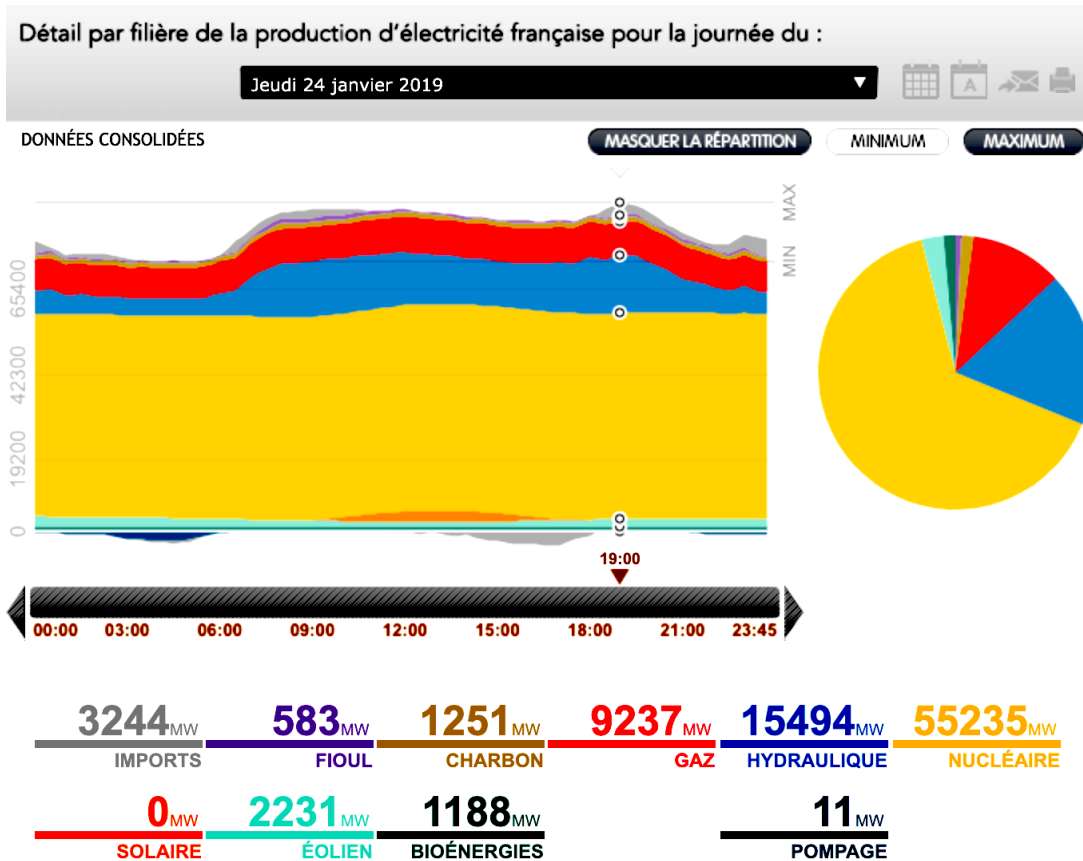 Détail par filière de la production d'électricité française pour la journée du :
Jeudi 24 janvier 2019
A
DONNÉES CONSOLIDÉES
MASQUER LA RÉPARTITION
MINIMUM
MAXIMUM
MAX
MIN
65400
42300
19200
0
19:00
00:00 03:00 06:00 09:00 12:00 15:00 18:00 21:00 23:45
3244MW 583MW 1251MW 9237MW 15494MW 55235MW
IMPORTS FIOUL CHARBON GAZ HYDRAULIQUE NUCLÉAIRE
0MW 2231MW 1188MW 11MW
SOLAIRE ÉOLIEN BIOÉNERGIES POMPAGE